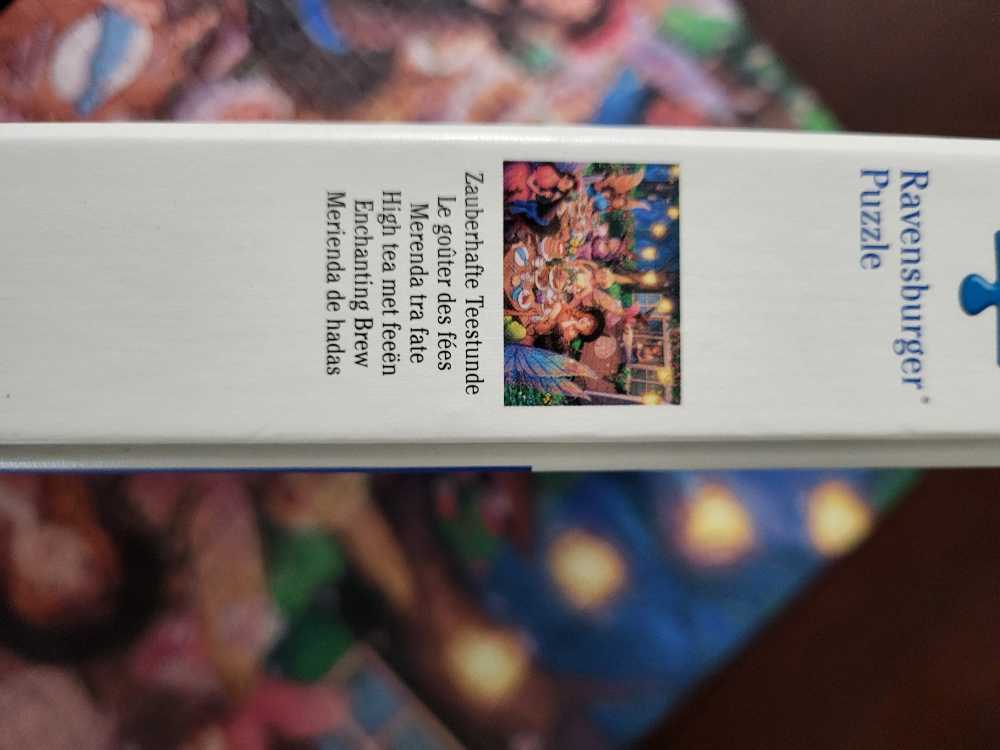 Ravensburger®
Puzzle
Zauberhafte Teestunde
Le goûter des fées
Merenda tra fate
High tea met feeën
Enchanting Brew
Merienda de hadas